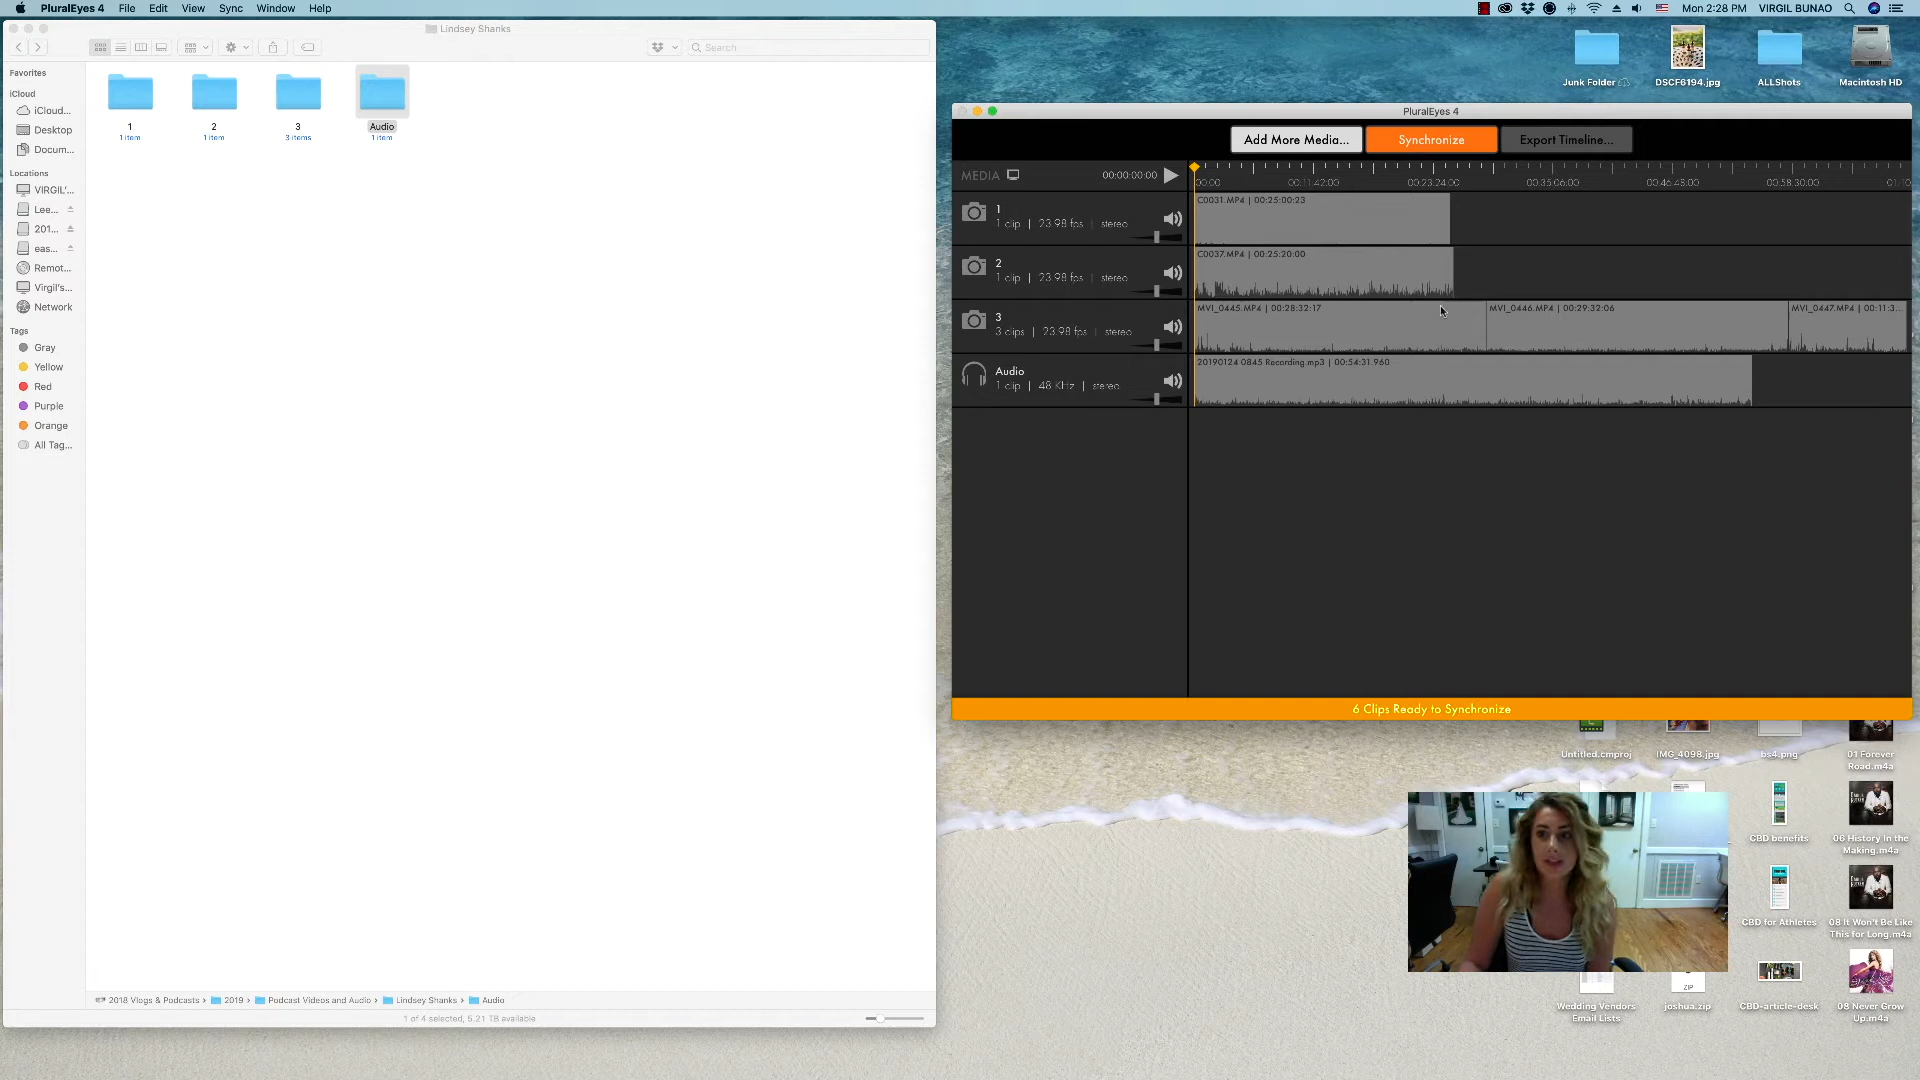 PluralEyes 4 File Edit View Sync Window Help
Mon 2:28 PM VIRGIL BUNAO
Lindsey Shanks
Search
Favorites
iCloud
iCloud...
Desktop
Docum...
Locations
VIRGIL'...
Lee...
201...
eas...
Remot...
Virgil's...
Network
Tags
Gray
Yellow
Red
Purple
Orange
All Tag...
1
1 item
2
1 item
3
3 items
Audio
1 item
2018 Vlogs & Podcasts › 2019 › Podcast Videos and Audio › Lindsey Shanks › Audio
1 of 4 selected, 5.21 TB available
Junk Folder
DSCF6194.jpg
ALLShots
Macintosh HD
PluralEyes 4
Add More Media...
Synchronize
Export Timeline...
MEDIA
00:00:00:00
00:00
00:11:42:00
00:23:24:00
00:35:06:00
00:46:48:00
00:58:30:00
01:10
1
1 clip | 23.98 fps | stereo
C0031.MP4 | 00:25:00:23
2
1 clip | 23.98 fps | stereo
C0037.MP4 | 00:25:20:00
3
3 clips | 23.98 fps | stereo
MVI_0445.MP4 | 00:28:32:17
MVI_0446.MP4 | 00:29:32:06
MVI_0447.MP4 | 00:11:3...
Audio
1 clip | 48 KHz | stereo
20190124 0845 Recording.mp3 | 00:54:31.960
6 Clips Ready to Synchronize
Untitled.cmproj
IMG_4098.jpg
bs4.png
01 Forever
Road.m4a
CBD benefits
06 History In the
Making.m4a
CBD for Athletes
08 It Won't Be Like
This for Long.m4a
ZIP
Wedding Vendors
Email Lists
joshua.zip
CBD-article-desk
08 Never Grow
Up.m4a